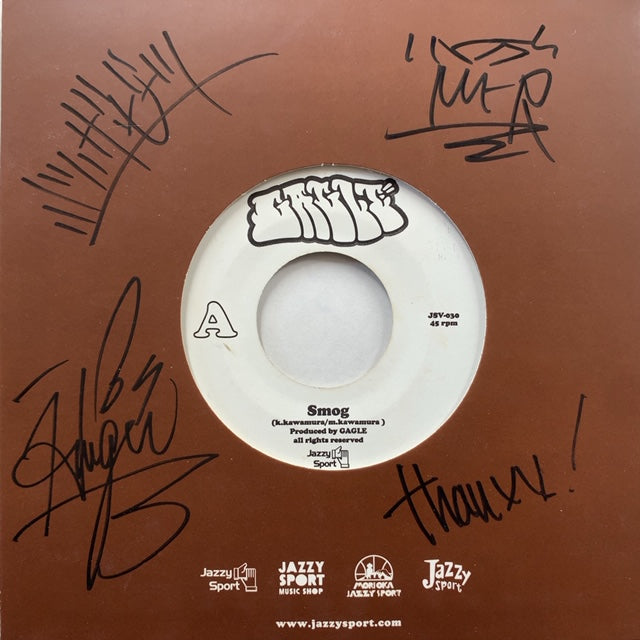 GAGLE
A
JSV-030
45 rpm
Smog
(k.kawamura/m.kawamura )
Produced by GAGLE
all rights reserved
Jazzy
Sport
thanxx!
Jazzy
Sport
JAZZY
SPORT
MUSIC SHOP
MORIOKA
JAZZY SPORT
Jazzy
Sport
www.jazzysport.com